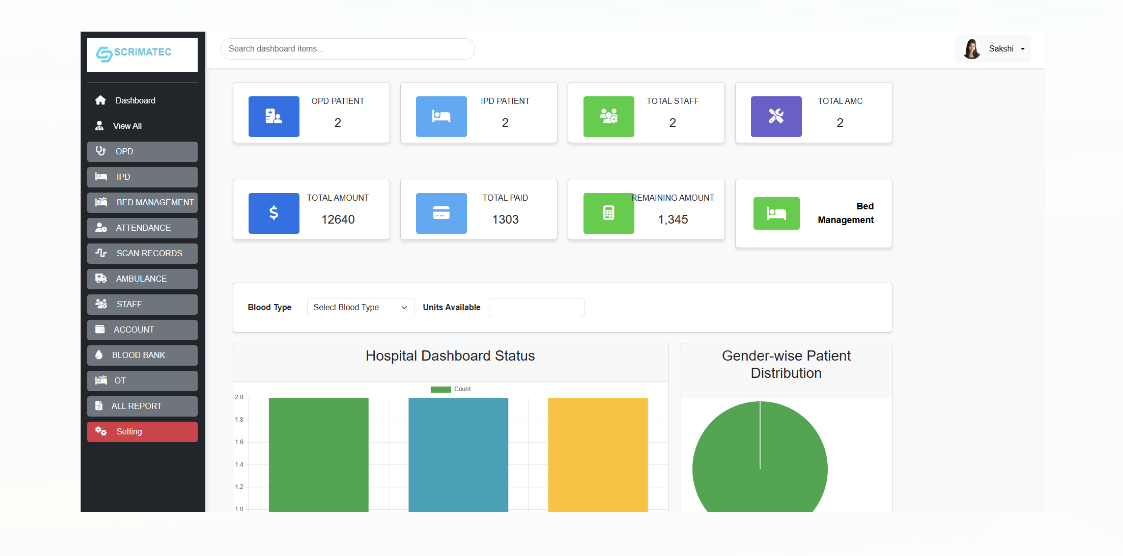 SCRIMATEC
Search dashboard items...
Sakshi
Dashboard
View All
OPD
IPD
BED MANAGEMENT
ATTENDANCE
SCAN RECORDS
AMBULANCE
STAFF
ACCOUNT
BLOOD BANK
OT
ALL REPORT
Setting
OPD PATIENT
2
IPD PATIENT
2
TOTAL STAFF
2
TOTAL AMC
2
TOTAL AMOUNT
12640
TOTAL PAID
1303
REMAINING AMOUNT
1,345
Bed
Management
Blood Type
Select Blood Type
Units Available
Hospital Dashboard Status
Count
2.0
1.8
1.6
1.4
1.2
1.0
Gender-wise Patient
Distribution